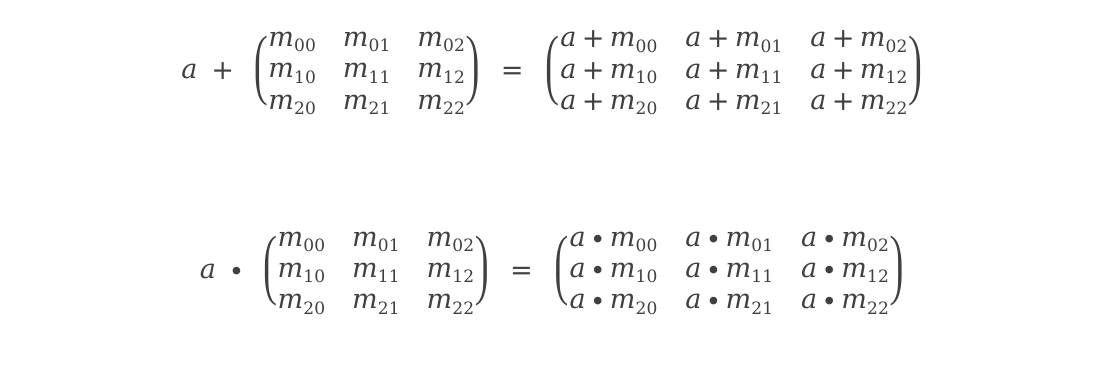 m₀₀ m₀₁ m₀₂ a + m₀₀ a + m₀₁ a + m₀₂
a + ( m₁₀ m₁₁ m₁₂ ) = ( a + m₁₀ a + m₁₁ a + m₁₂ )
m₂₀ m₂₁ m₂₂ a + m₂₀ a + m₂₁ a + m₂₂
m₀₀ m₀₁ m₀₂ a • m₀₀ a • m₀₁ a • m₀₂
a • ( m₁₀ m₁₁ m₁₂ ) = ( a • m₁₀ a • m₁₁ a • m₁₂ )
m₂₀ m₂₁ m₂₂ a • m₂₀ a • m₂₁ a • m₂₂